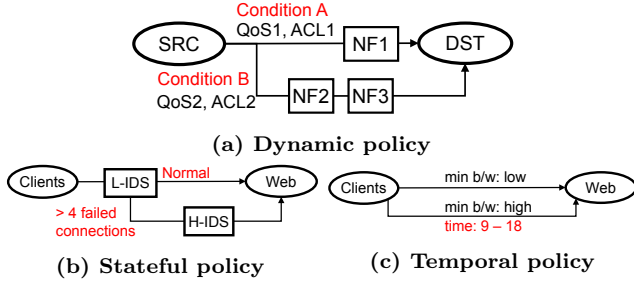 Condition A
QoS1, ACL1
SRC
NF1
DST
Condition B
QoS2, ACL2
NF2
NF3
(a) Dynamic policy
Clients
L-IDS
Normal
Web
> 4 failed
connections
H-IDS
(b) Stateful policy
Clients
min b/w: low
Web
min b/w: high
time: 9 – 18
(c) Temporal policy